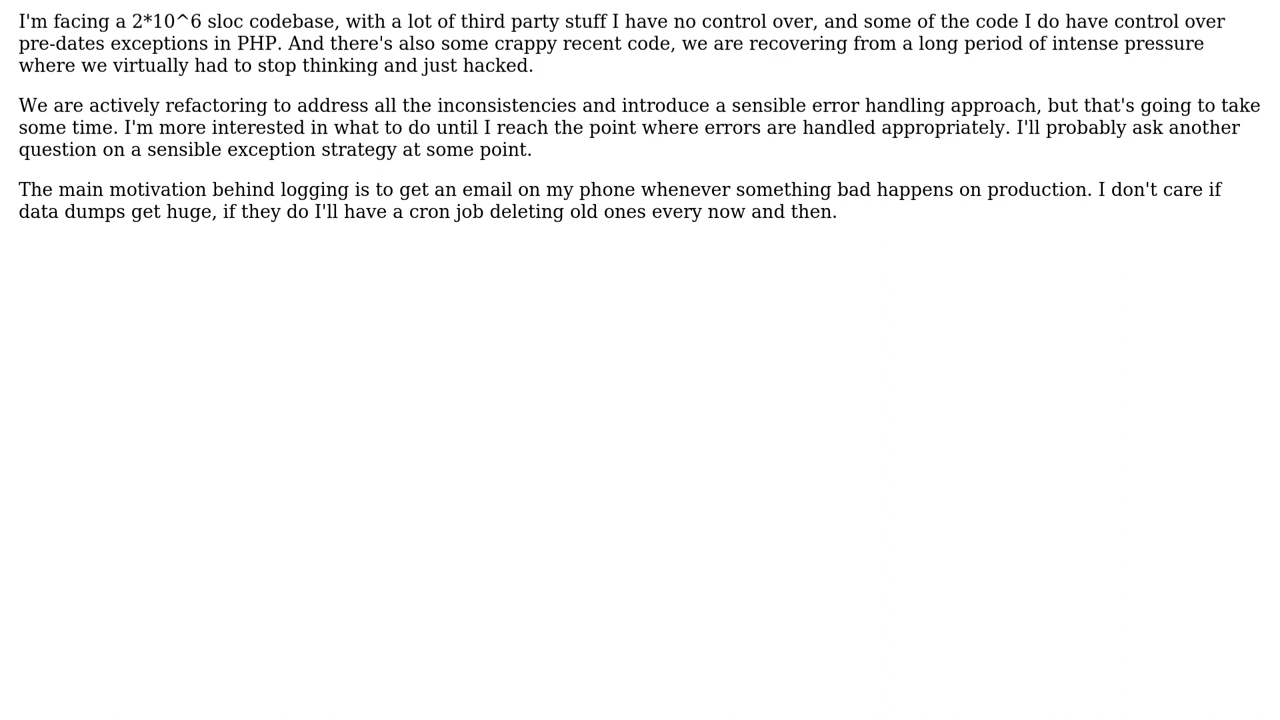 I'm facing a 2*10^6 sloc codebase, with a lot of third party stuff I have no control over, and some of the code I do have control over
pre-dates exceptions in PHP. And there's also some crappy recent code, we are recovering from a long period of intense pressure
where we virtually had to stop thinking and just hacked.
We are actively refactoring to address all the inconsistencies and introduce a sensible error handling approach, but that's going to take
some time. I'm more interested in what to do until I reach the point where errors are handled appropriately. I'll probably ask another
question on a sensible exception strategy at some point.
The main motivation behind logging is to get an email on my phone whenever something bad happens on production. I don't care if
data dumps get huge, if they do I'll have a cron job deleting old ones every now and then.